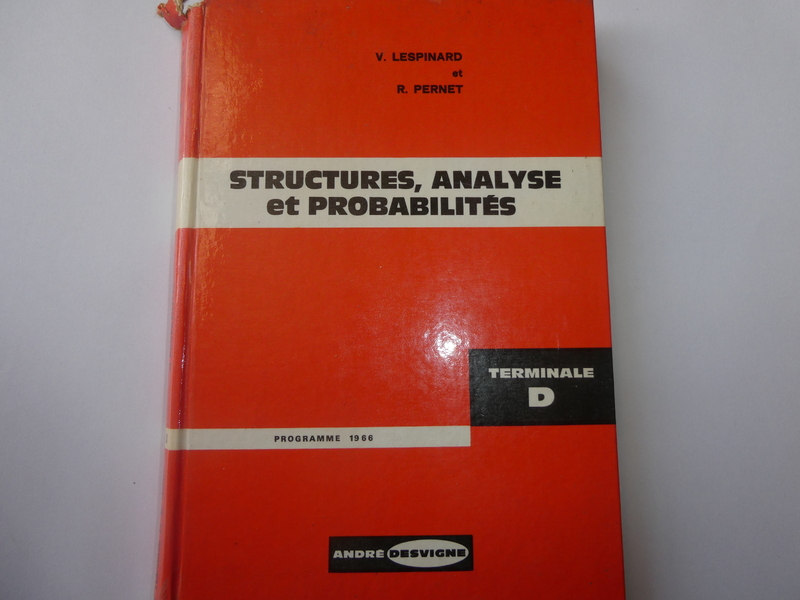 V. LESPINARD
et
R. PERNET
STRUCTURES, ANALYSE
et PROBABILITÉS
TERMINALE
D
PROGRAMME 1966
ANDRÉ DESVIGNE